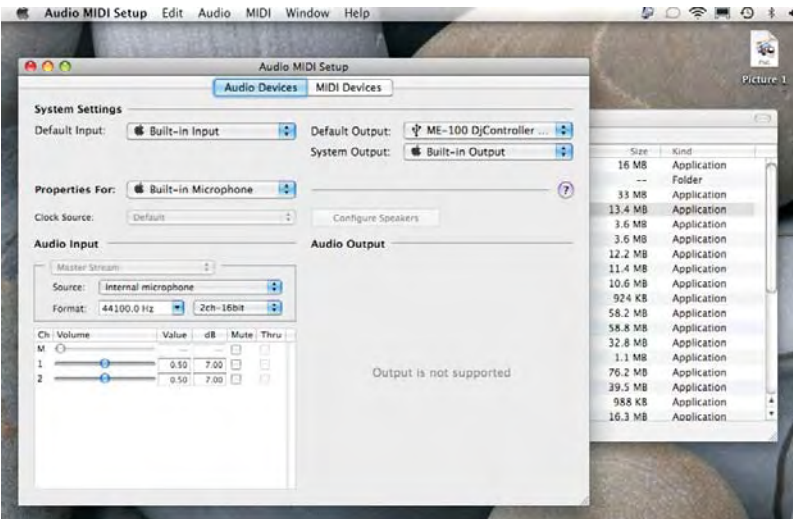 Audio MIDI Setup Edit Audio MIDI Window Help
Picture 1
Audio MIDI Setup
Audio Devices MIDI Devices
System Settings
Default Input: Built-in Input
Default Output: ME-100 DjController ...
System Output: Built-in Output
Properties For: Built-in Microphone ?
Clock Source: Default
Configure Speakers
Audio Input
Audio Output
Master Stream
Source: Internal microphone
Format: 44100.0 Hz 2ch-16bit
Ch Volume Value dB Mute Thru
M
1 0.50 7.00
2 0.50 7.00
Output is not supported
Size Kind
16 MB Application
-- Folder
33 MB Application
13.4 MB Application
3.6 MB Application
3.6 MB Application
12.2 MB Application
11.4 MB Application
10.6 MB Application
924 KB Application
58.2 MB Application
58.8 MB Application
32.8 MB Application
1.1 MB Application
76.2 MB Application
39.5 MB Application
988 KB Application
16.3 MB Application